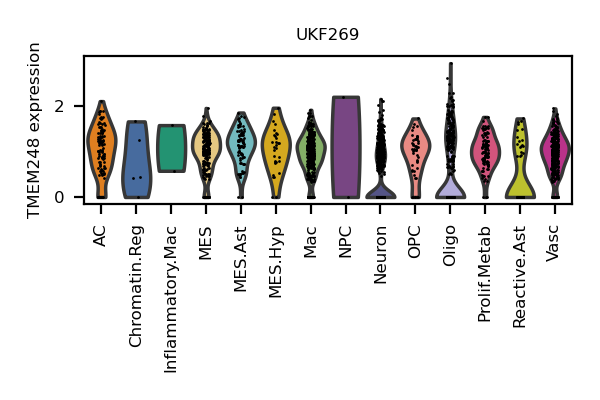 UKF269
TMEM248 expression
2
0
AC
Chromatin.Reg
Inflammatory.Mac
MES
MES.Ast
MES.Hyp
Mac
NPC
Neuron
OPC
Oligo
Prolif.Metab
Reactive.Ast
Vasc